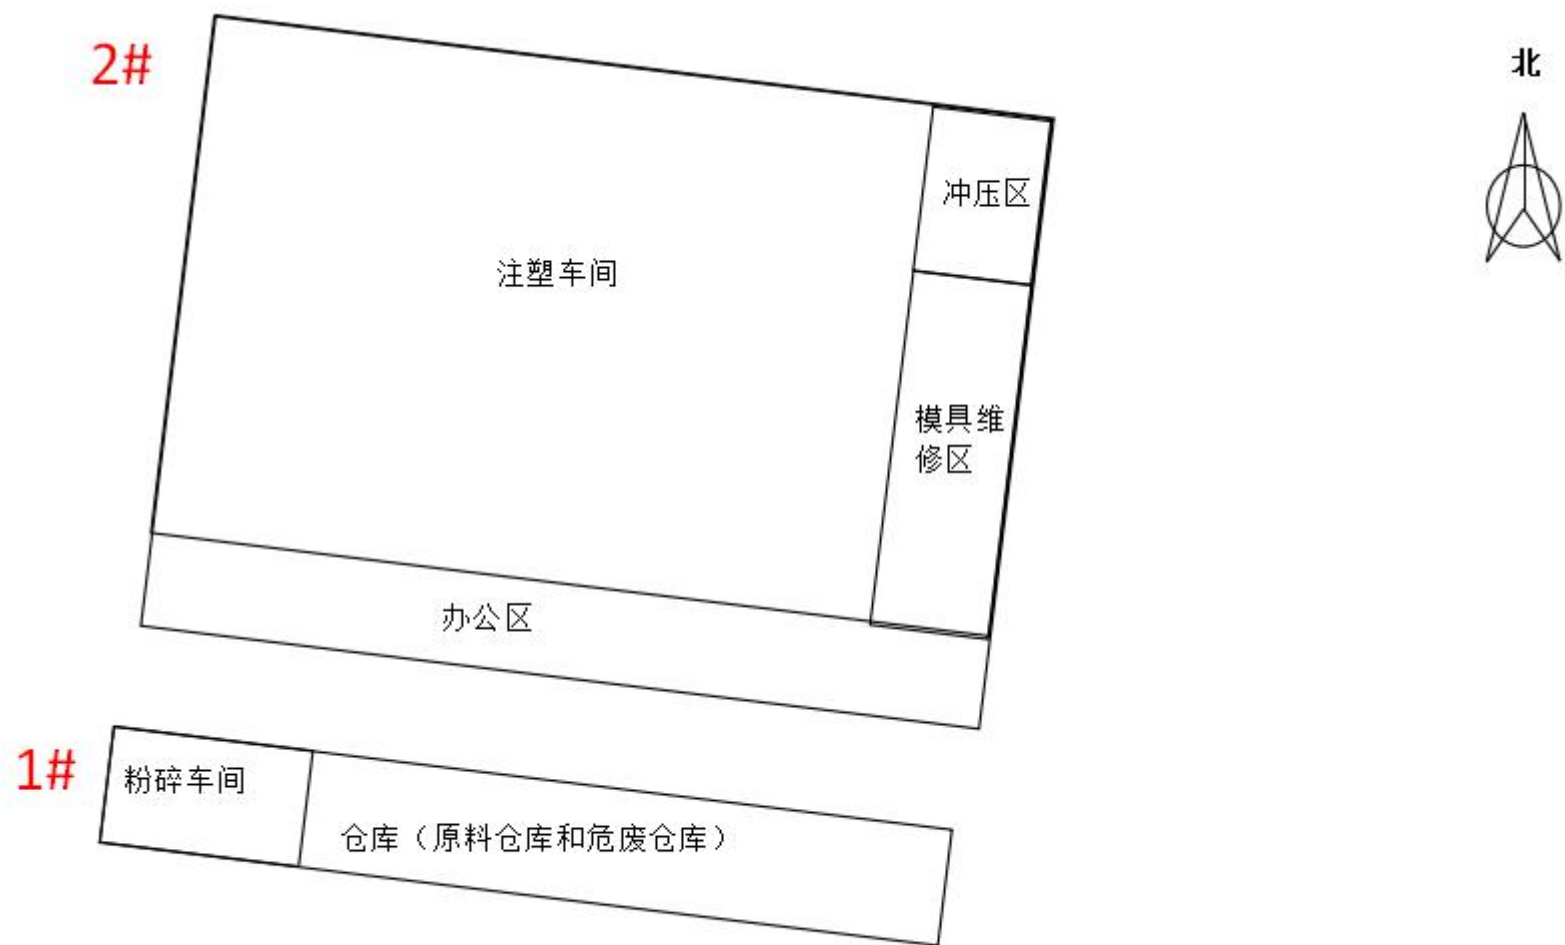 2#
北
冲压区
注塑车间
模具维
修区
办公区
1#
粉碎车间
仓库（原料仓库和危废仓库）